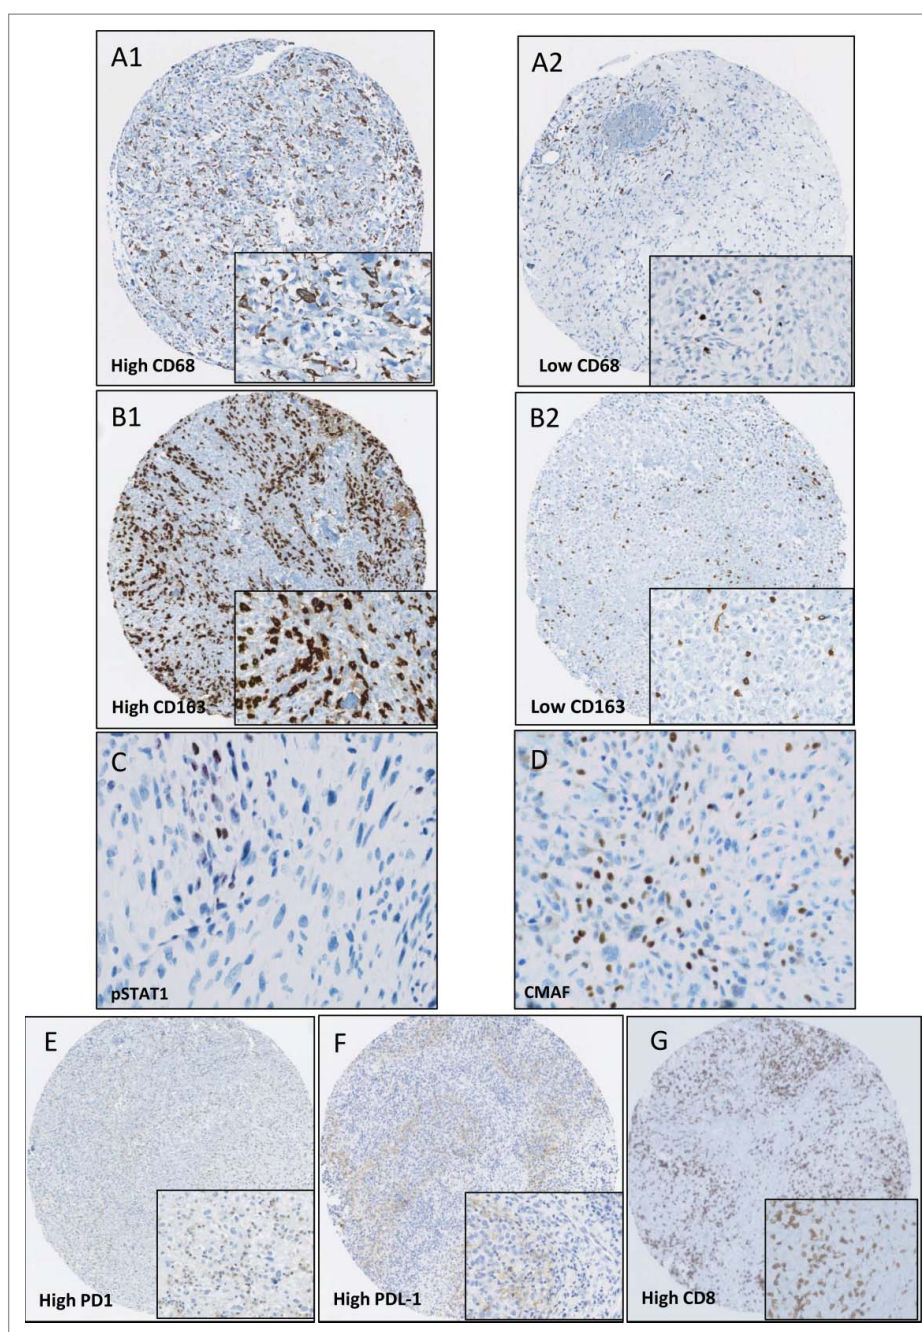 A1
High CD68
A2
Low CD68
B1
High CD163
B2
Low CD163
C
pSTAT1
D
CMAF
E
High PD1
F
High PDL-1
G
High CD8